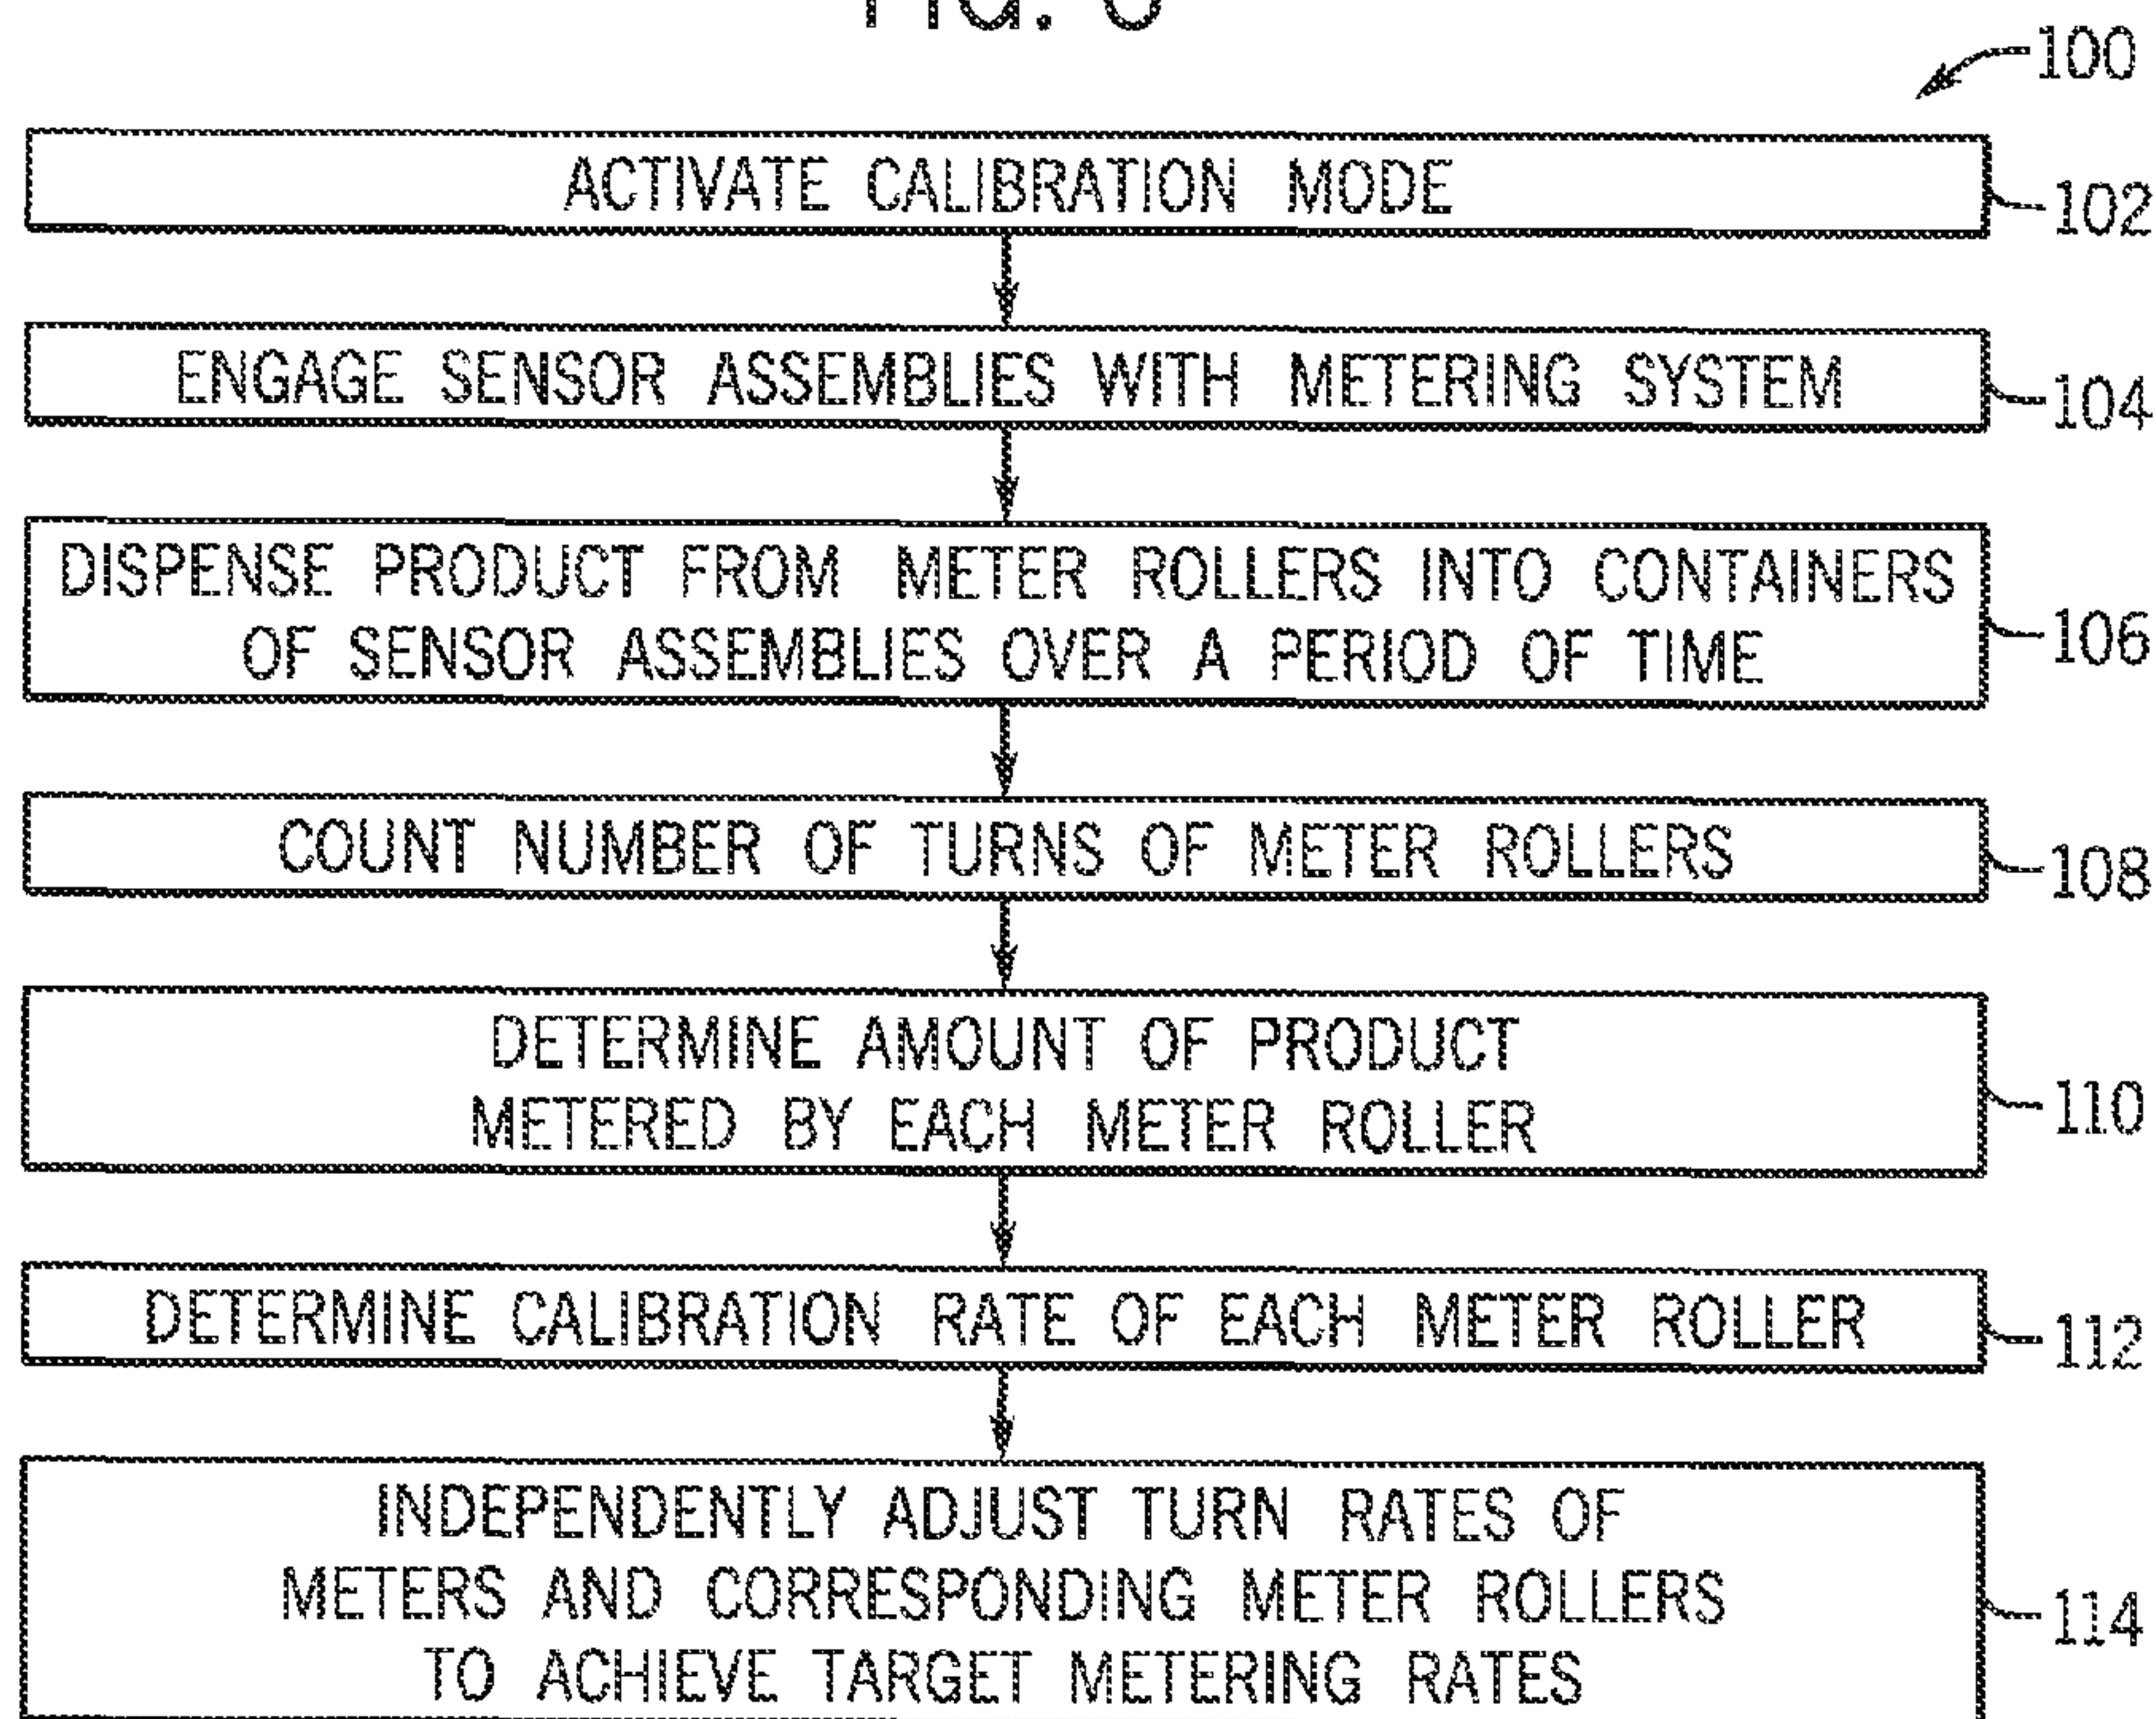 100
ACTIVATE CALIBRATION MODE
102
ENGAGE SENSOR ASSEMBLIES WITH METERING SYSTEM
104
DISPENSE PRODUCT FROM METER ROLLERS INTO CONTAINERS
OF SENSOR ASSEMBLIES OVER A PERIOD OF TIME
106
COUNT NUMBER OF TURNS OF METER ROLLERS
108
DETERMINE AMOUNT OF PRODUCT
METERED BY EACH METER ROLLER
110
DETERMINE CALIBRATION RATE OF EACH METER ROLLER
112
INDEPENDENTLY ADJUST TURN RATES OF
METERS AND CORRESPONDING METER ROLLERS
TO ACHIEVE TARGET METERING RATES
114